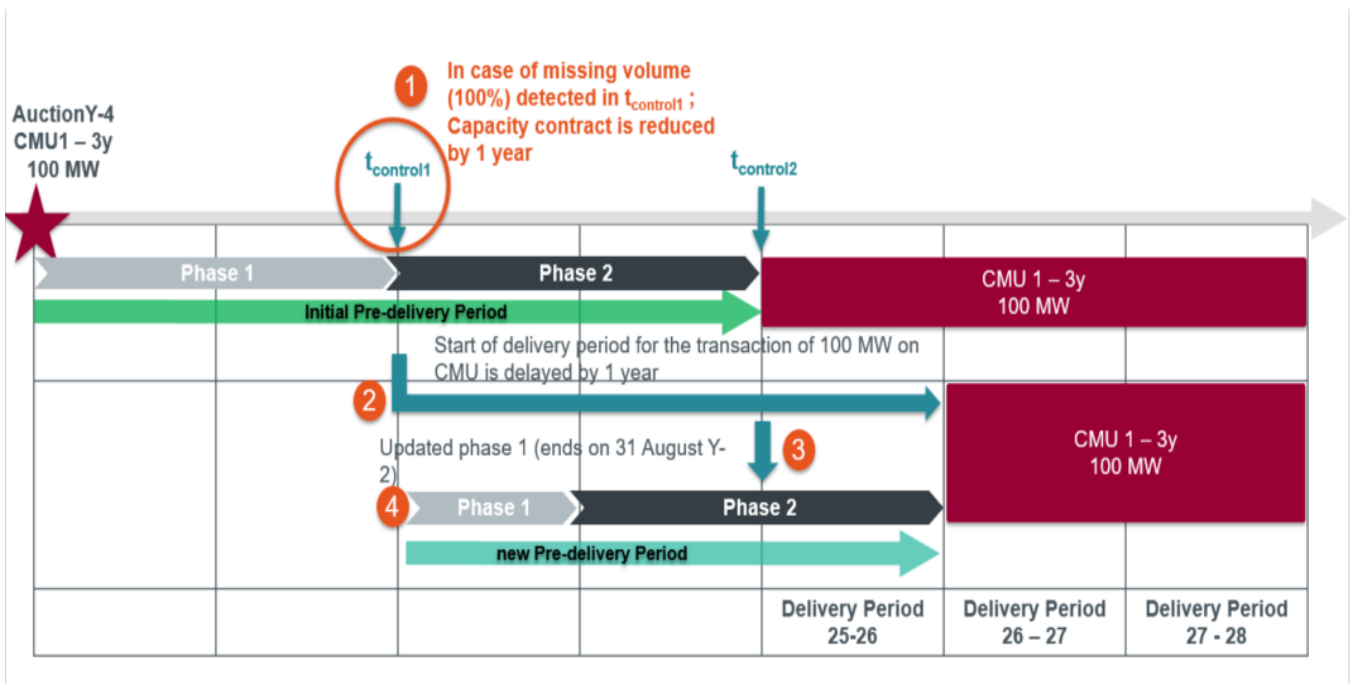 In case of missing volume
(100%) detected in tcontrol1 ;
Capacity contract is reduced
by 1 year
1
AuctionY-4
CMU1 – 3y
100 MW
tcontrol1
tcontrol2
Phase 1
Phase 2
CMU 1 – 3y
100 MW
Initial Pre-delivery Period
Start of delivery period for the transaction of 100 MW on
CMU is delayed by 1 year
2
Updated phase 1 (ends on 31 August Y-
2)
3
CMU 1 – 3y
100 MW
4
Phase 1
Phase 2
new Pre-delivery Period
Delivery Period
25-26
Delivery Period
26 – 27
Delivery Period
27 - 28